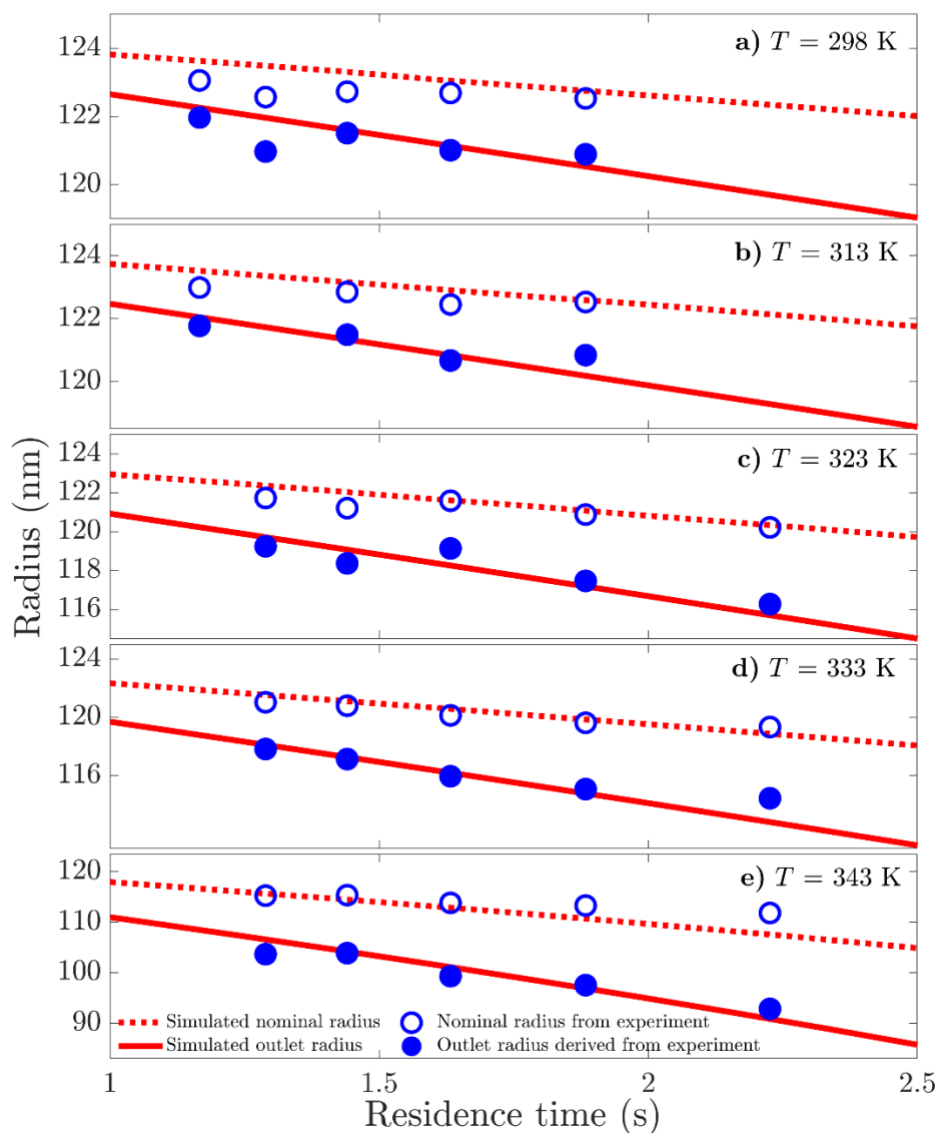 a) T = 298 K
124
122
120
b) T = 313 K
124
122
120
c) T = 323 K
124
122
120
118
116
d) T = 333 K
124
120
116
e) T = 343 K
120
110
100
90
Simulated nominal radius
Nominal radius from experiment
Simulated outlet radius
Outlet radius derived from experiment
1
1.5
2
2.5
Residence time (s)
Radius (nm)